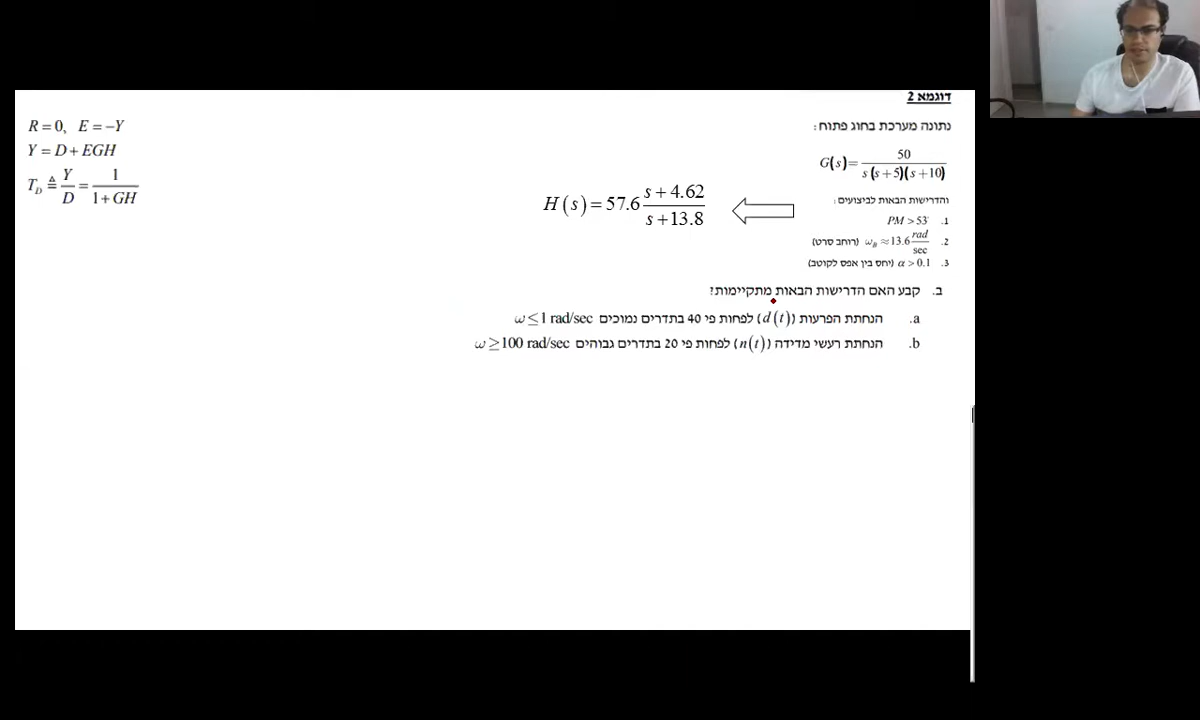 דוגמא 2
נתונה מערכת בחוג פתוח:
G(s)= 50 / s(s+5)(s+10)
והדרישות הבאות לביצועים:
1. PM > 53°
2. ω_B ≈ 13.6 rad/sec (רוחב סרט)
3. α > 0.1 (יחס בין אפס לקוטב)
H(s) = 57.6 (s+4.62)/(s+13.8)
ב. קבע האם הדרישות הבאות מתקיימות?
a. הנחתת הפרעות (d(t)) לפחות פי 40 בתדרים נמוכים ω ≤ 1 rad/sec
b. הנחתת רעשי מדידה (n(t)) לפחות פי 20 בתדרים גבוהים ω ≥ 100 rad/sec
R = 0, E = −Y
Y = D + EGH
T_D ≜ Y/D = 1/(1+GH)